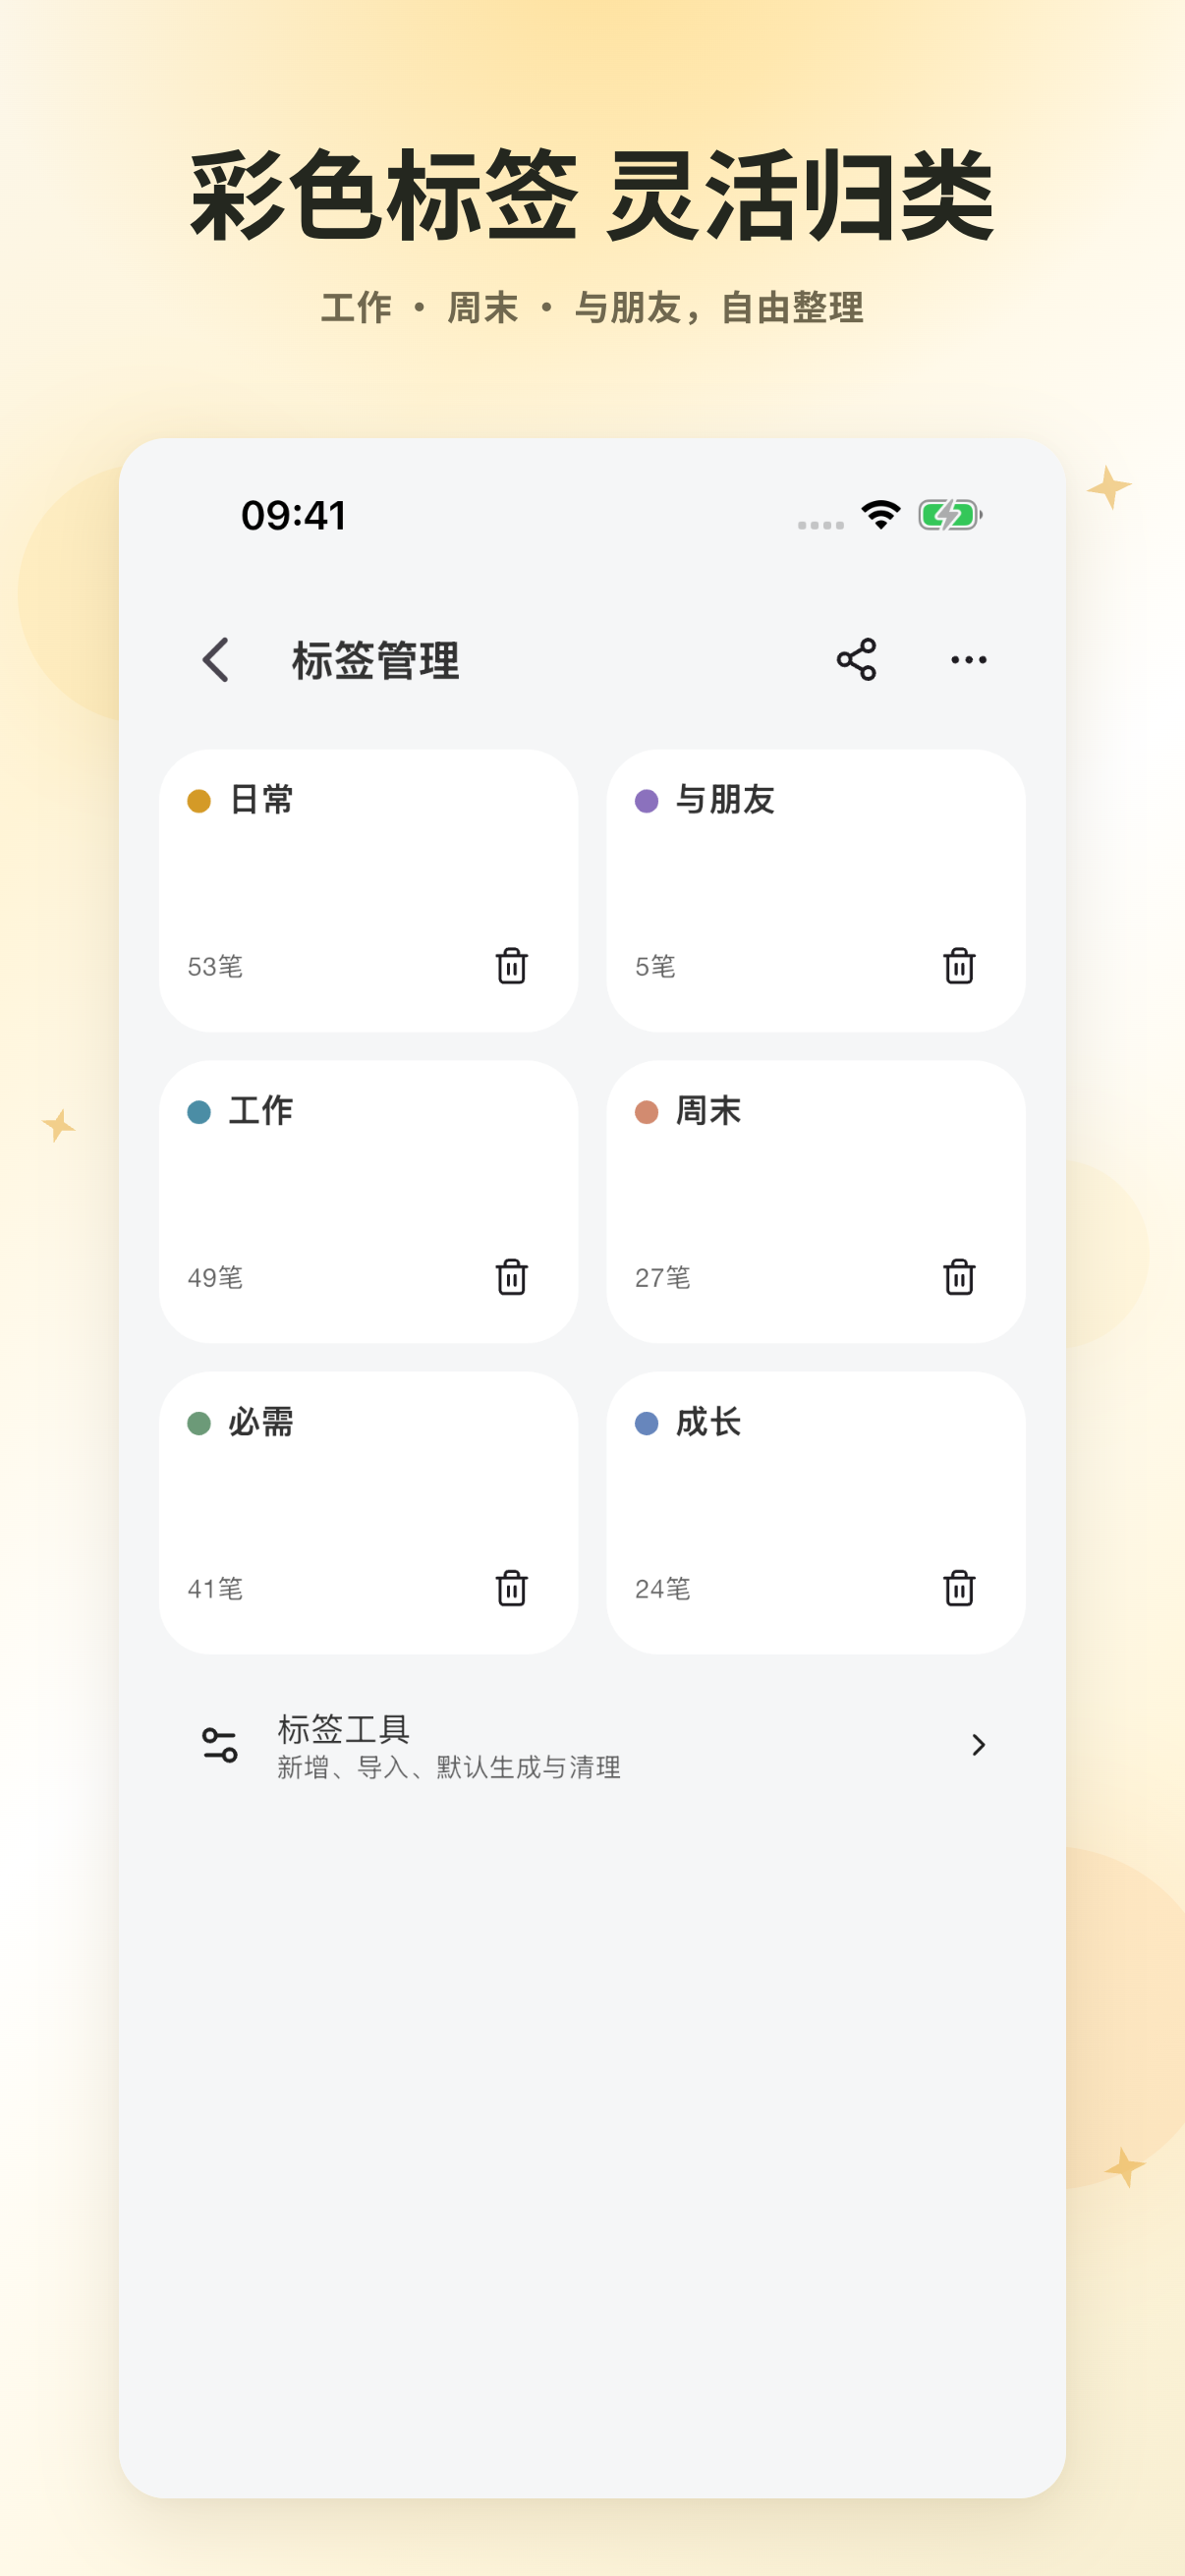 彩色标签 灵活归类
工作 · 周末 · 与朋友，自由整理
09:41
标签管理
日常
与朋友
53笔
5笔
工作
周末
49笔
27笔
必需
成长
41笔
24笔
标签工具
新增、导入、默认生成与清理